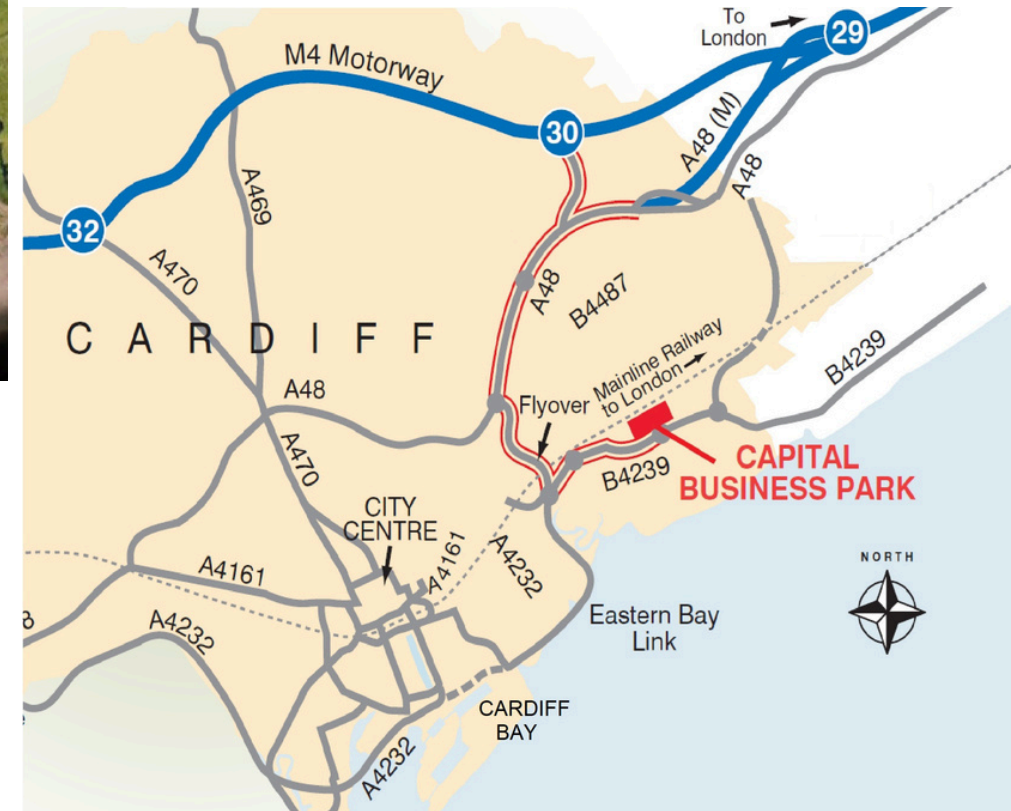 To
London
29
M4 Motorway
30
A48 (M)
A48
A469
32
A470
A48
B4487
CARDIFF
Mainline Railway
to London
B4239
A48
Flyover
CAPITAL
BUSINESS PARK
B4239
A470
CITY
CENTRE
A4161
A4232
A4161
NORTH
Eastern Bay
Link
8
A4232
CARDIFF
BAY
A4232